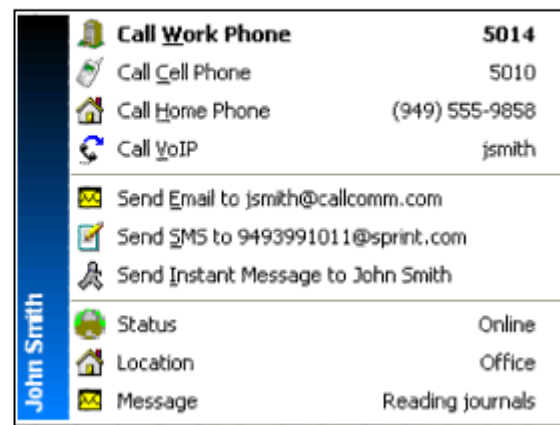 John Smith
Call Work Phone 5014
Call Cell Phone 5010
Call Home Phone (949) 555-9858
Call VoIP jsmith
Send Email to jsmith@callcomm.com
Send SMS to 9493991011@sprint.com
Send Instant Message to John Smith
Status Online
Location Office
Message Reading journals